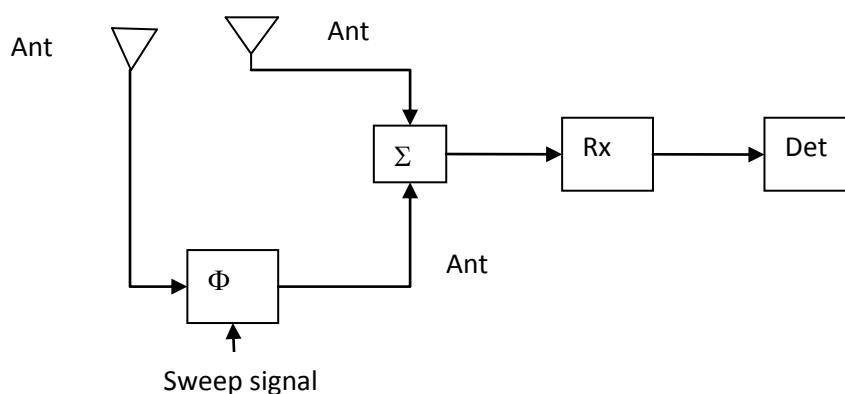 Ant
Ant
Σ
Rx
Det
Φ
Ant
Sweep signal